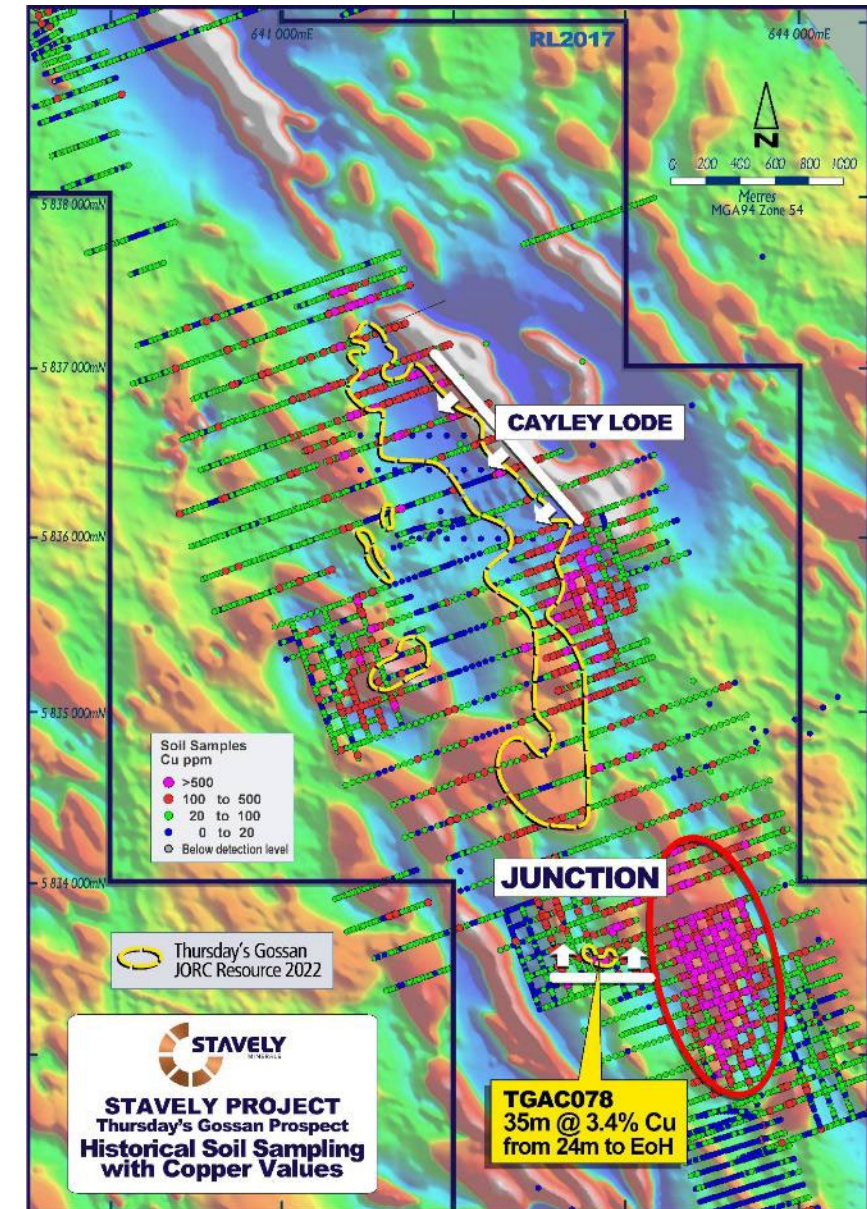 641 000mE
RL2017
644 000mE
N
0 200 400 600 800 1000
Metres
MGA94 Zone 54
5 838 000mN
5 837 000mN
CAYLEY LODE
5 836 000mN
5 835 000mN
Soil Samples
Cu ppm
>500
100 to 500
20 to 100
0 to 20
Below detection level
5 834 000mN
JUNCTION
Thursday's Gossan
JORC Resource 2022
STAVELY
MINERALS
STAVELY PROJECT
Thursday's Gossan Prospect
Historical Soil Sampling
with Copper Values
TGAC078
35m @ 3.4% Cu
from 24m to EoH